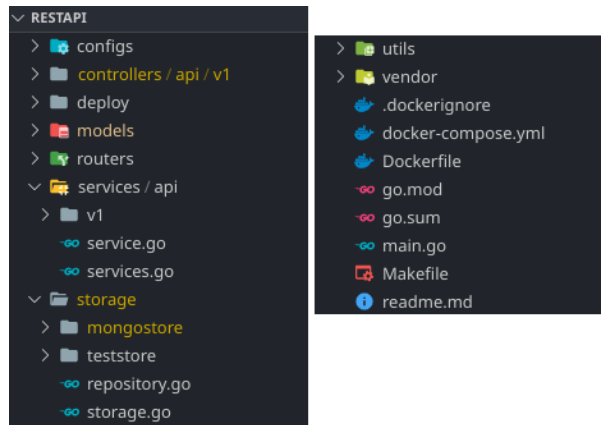 RESTAPI
configs
controllers / api / v1
deploy
models
routers
services / api
v1
service.go
services.go
storage
mongostore
teststore
repository.go
storage.go
utils
vendor
.dockerignore
docker-compose.yml
Dockerfile
go.mod
go.sum
main.go
Makefile
readme.md